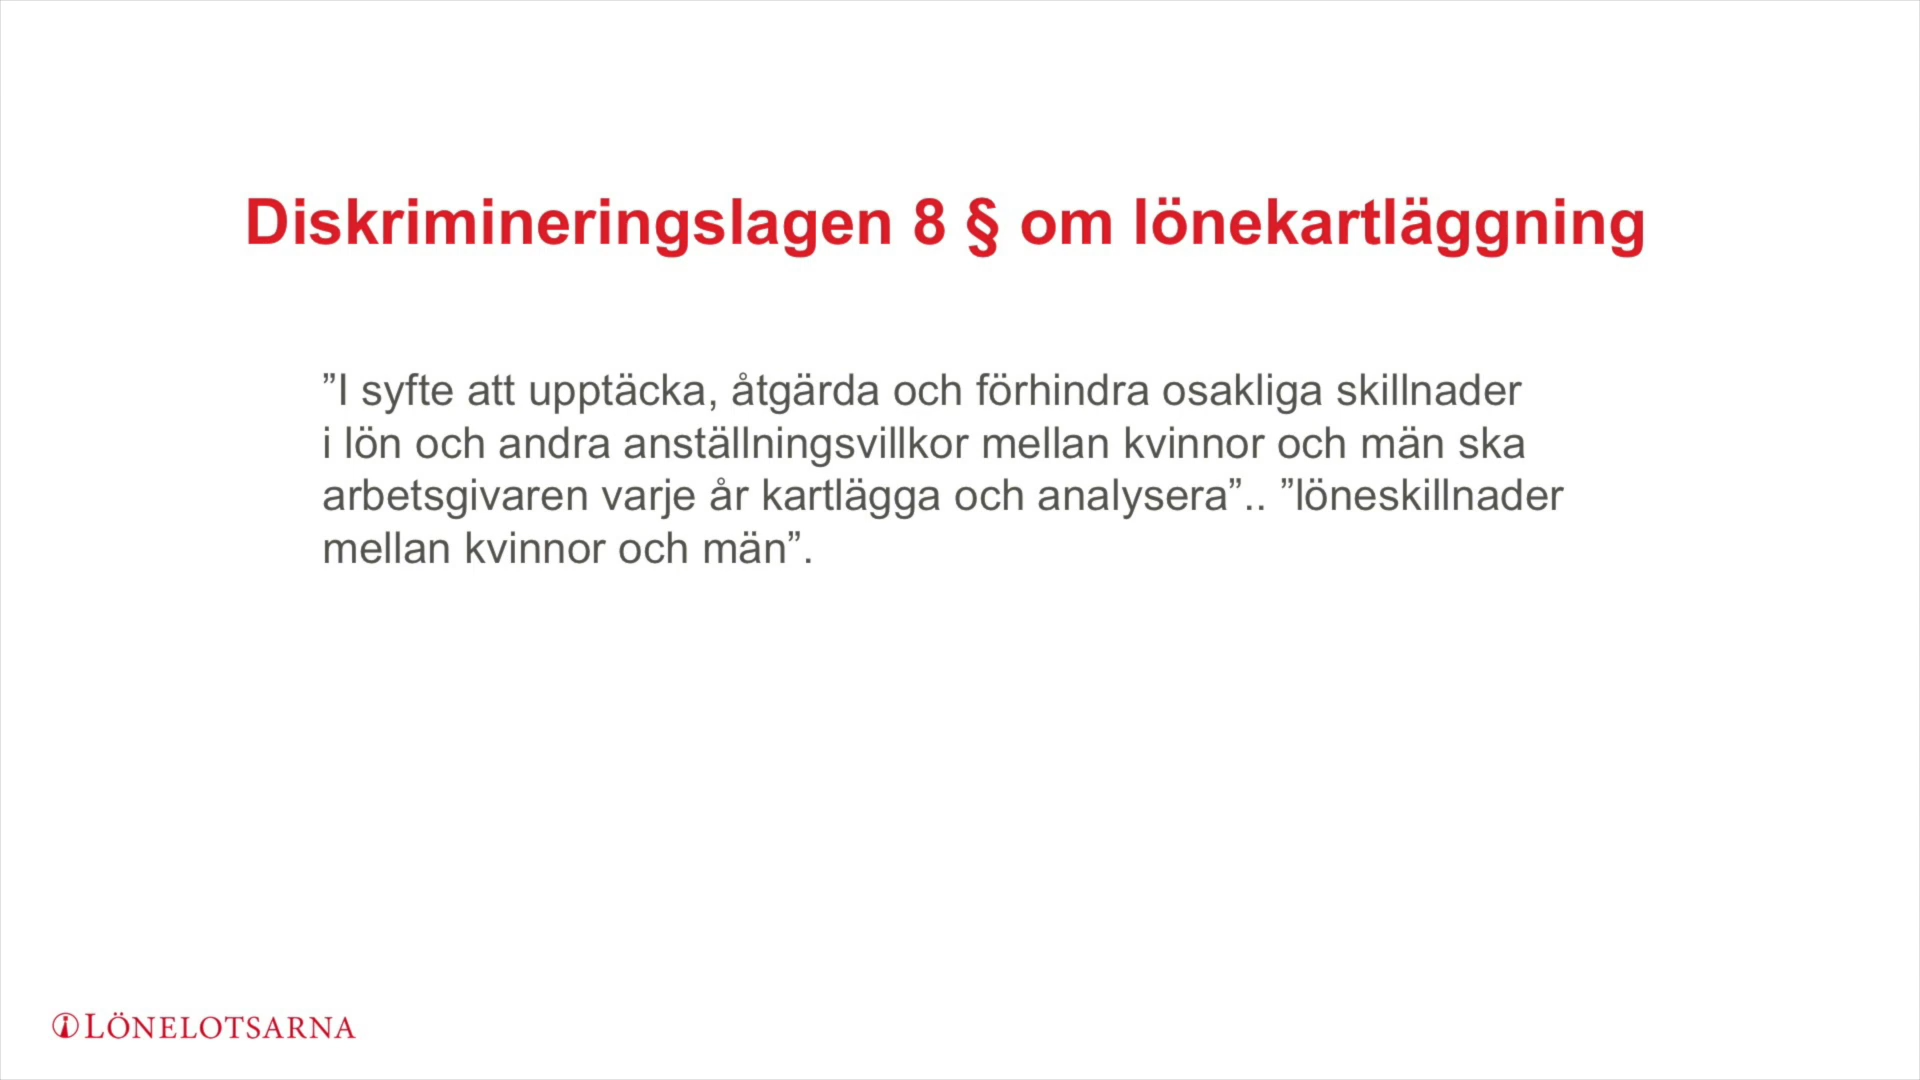 Diskrimineringslagen 8 § om lönekartläggning
”I syfte att upptäcka, åtgärda och förhindra osakliga skillnader
i lön och andra anställningsvillkor mellan kvinnor och män ska
arbetsgivaren varje år kartlägga och analysera”.. ”löneskillnader
mellan kvinnor och män”.
LÖNELOTSARNA